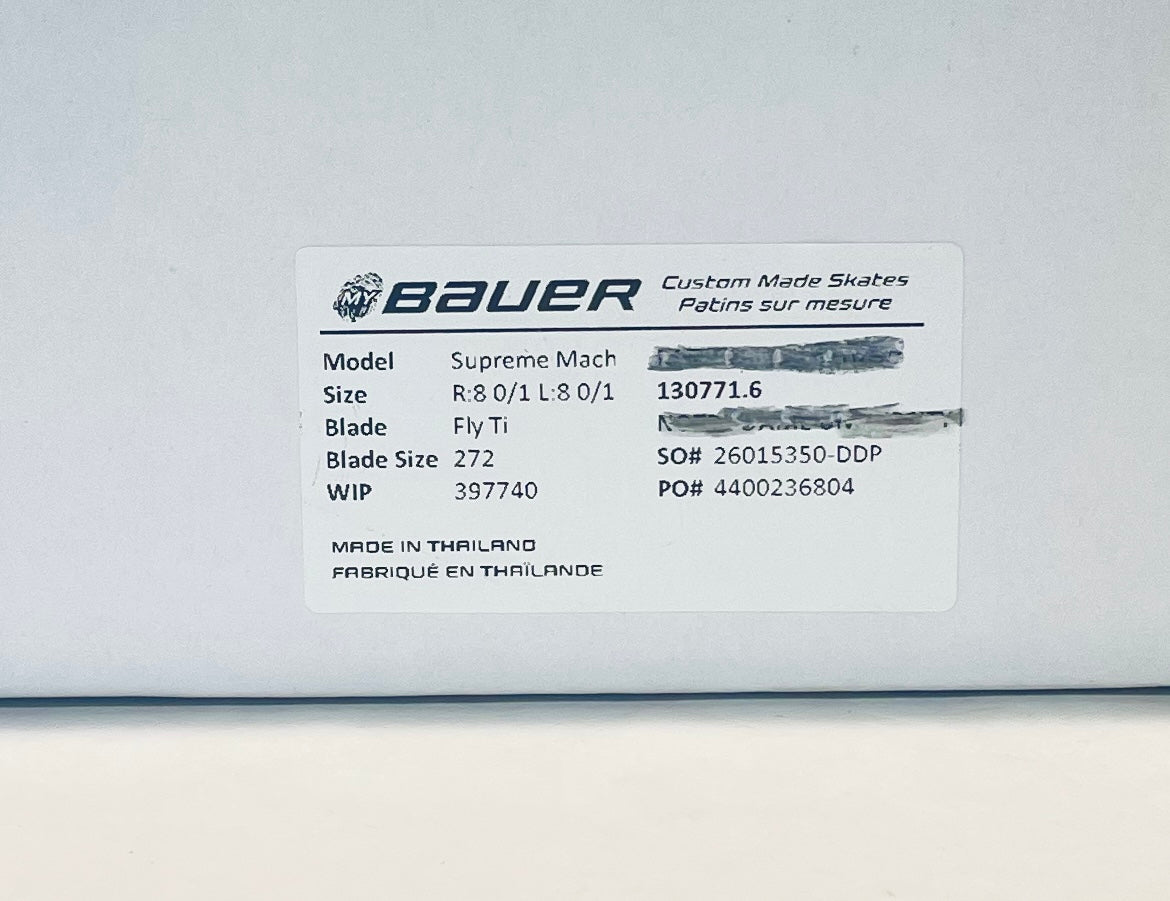 MY BAUER Custom Made Skates
Patins sur mesure
Model Supreme Mach
Size R:8 0/1 L:8 0/1 130771.6
Blade Fly Ti
Blade Size 272 SO# 26015350-DDP
WIP 397740 PO# 4400236804
MADE IN THAILAND
FABRIQUÉ EN THAÏLANDE